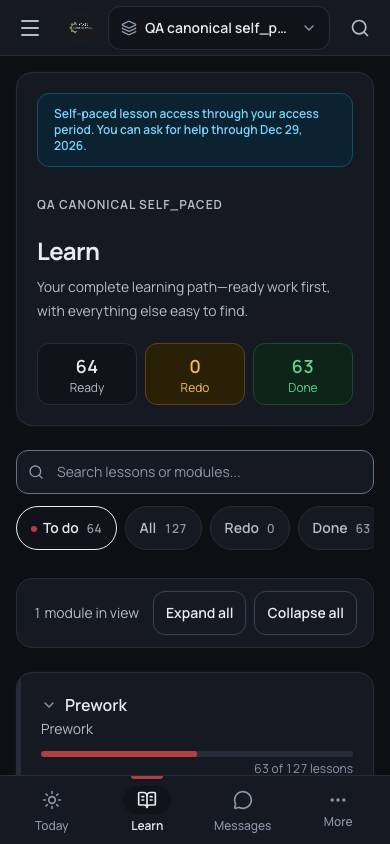 QA canonical self_p...
Self-paced lesson access through your access
period. You can ask for help through Dec 29,
2026.
QA CANONICAL SELF_PACED
Learn
Your complete learning path—ready work first,
with everything else easy to find.
64
Ready
0
Redo
63
Done
Search lessons or modules...
To do 64
All 127
Redo 0
Done 63
1 module in view
Expand all
Collapse all
Prework
Prework
63 of 127 lessons
Today
Learn
Messages
More